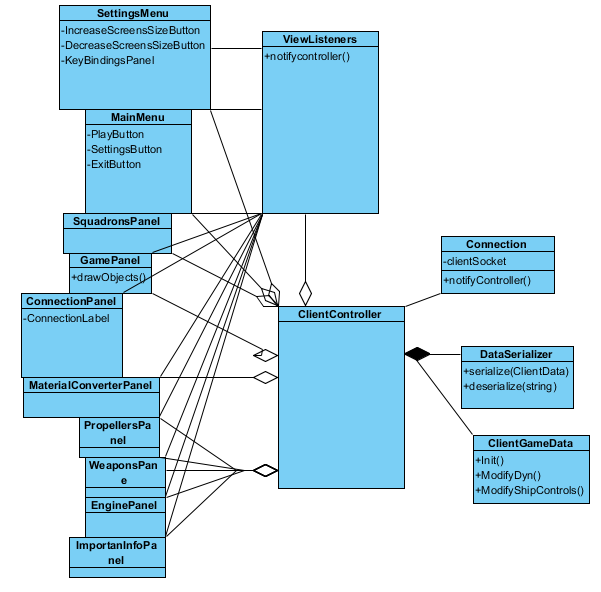 SettingsMenu
-IncreaseScreensSizeButton
-DecreaseScreensSizeButton
-KeyBindingsPanel
ViewListeners
+notifycontroller()
MainMenu
-PlayButton
-SettingsButton
-ExitButton
SquadronsPanel
GamePanel
+drawObjects()
ConnectionPanel
-ConnectionLabel
MaterialConverterPanel
PropellersPa
nel
WeaponsPane
e
EnginePanel
ImportanInfoPa
nel
ClientController
Connection
-clientSocket
+notifyController()
DataSerializer
+serialize(ClientData)
+deserialize(string)
ClientGameData
+Init()
+ModifyDyn()
+ModifyShipControls()